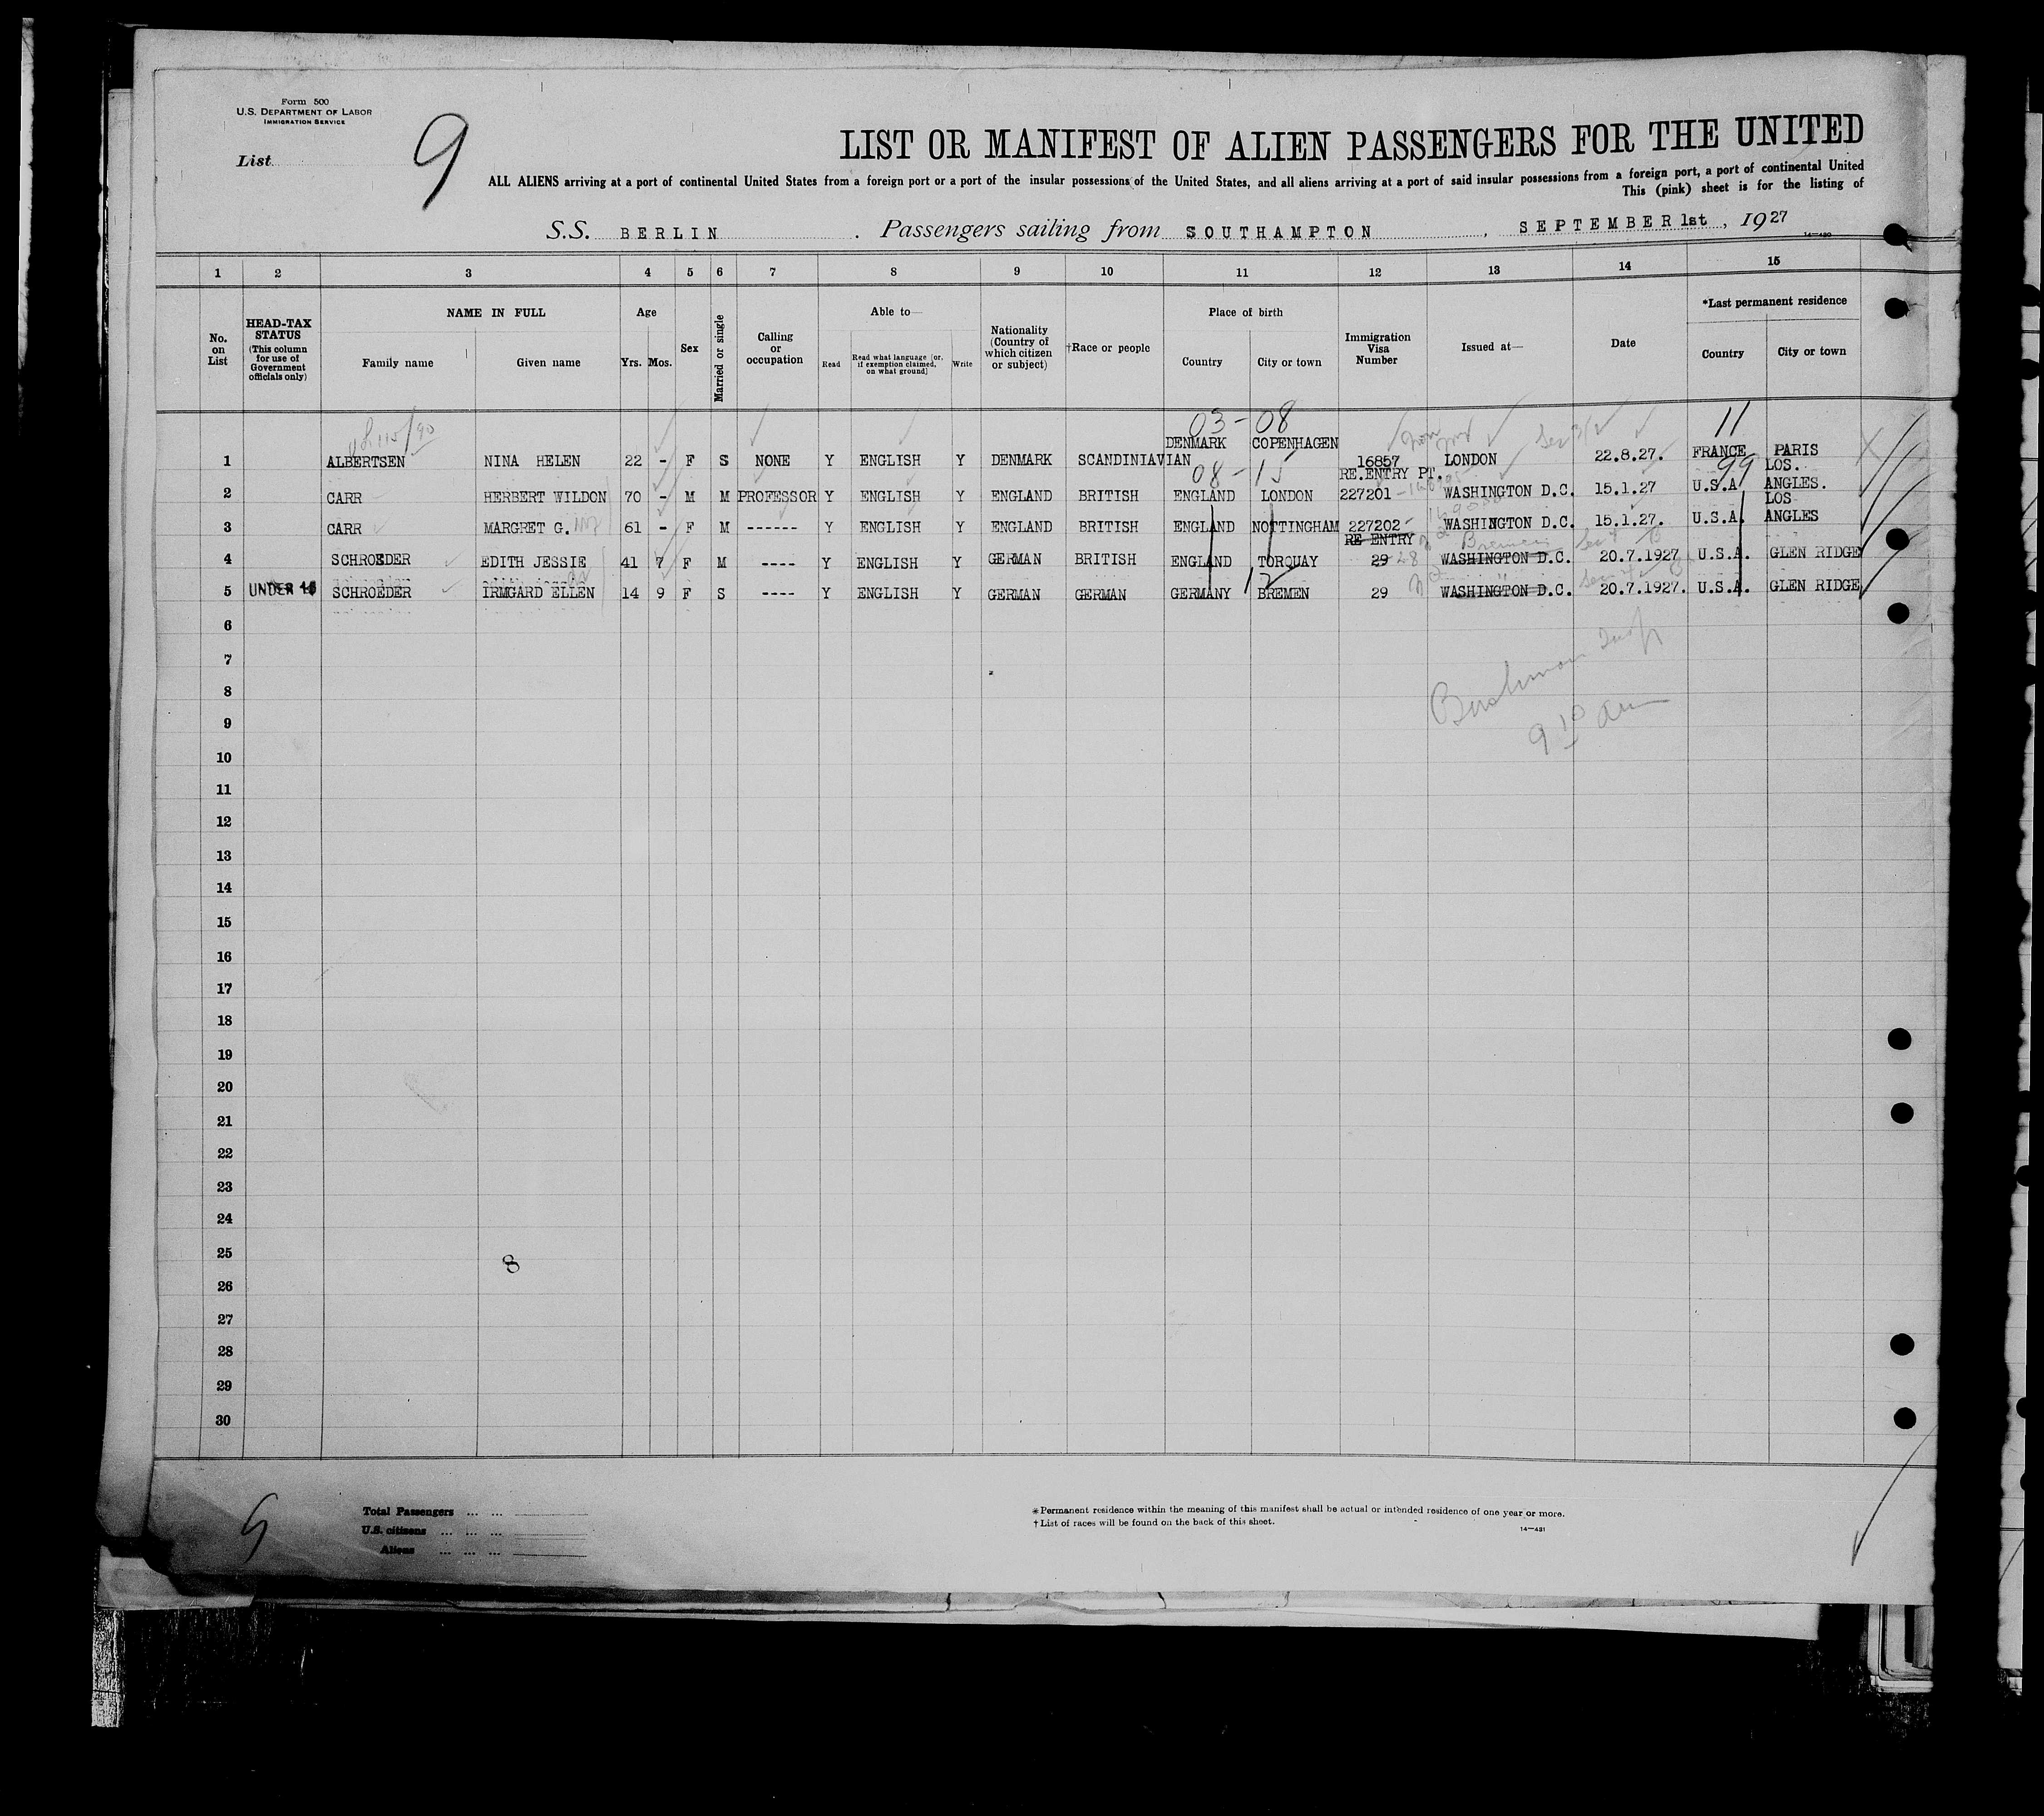 Form 500
U.S. DEPARTMENT OF LABOR
IMMIGRATION SERVICE
List 9
LIST OR MANIFEST OF ALIEN PASSENGERS FOR THE UNITED
ALL ALIENS arriving at a port of continental United States from a foreign port or a port of the insular possessions of the United States, and all aliens arriving at a port of said insular possessions from a foreign port, a port of continental United
This (pink) sheet is for the listing of
S.S. BERLIN . Passengers sailing from SOUTHAMPTON , SEPTEMBER 1st , 1927
14—480
1 2 3 4 5 6 7 8 9 10 11 12 13 14 15
No. on List
HEAD-TAX STATUS (This column for use of Government officials only)
NAME IN FULL
Family name Given name
Age
Yrs. Mos.
Sex
Married or single
Calling or occupation
Able to—
Read Read what language [or, if exemption claimed, on what ground] Write
Nationality (Country of which citizen or subject)
†Race or people
Place of birth
Country City or town
Immigration Visa Number
Issued at—
Date
*Last permanent residence
Country City or town
03 - 08 11
1 ALBERTSEN NINA HELEN 22 - F S NONE Y ENGLISH Y DENMARK SCANDINIAVIAN DENMARK COPENHAGEN 16857 LONDON 22.8.27. FRANCE PARIS
08 - 15 99
2 CARR HERBERT WILDON 70 - M M PROFESSOR Y ENGLISH Y ENGLAND BRITISH ENGLAND LONDON RE.ENTRY PT. 227201 WASHINGTON D.C. 15.1.27 U.S.A. LOS. ANGLES.
3 CARR MARGRET G. 61 - F M ------ Y ENGLISH Y ENGLAND BRITISH ENGLAND NOTTINGHAM 227202 WASHINGTON D.C. 15.1.27. U.S.A. LOS ANGLES
4 SCHROEDER EDITH JESSIE 41 7 F M ---- Y ENGLISH Y GERMAN BRITISH ENGLAND TORQUAY RE ENTRY 29 28 WASHINGTON D.C. Bremen 20.7.1927 U.S.A. GLEN RIDGE
12
5 UNDER 16 SCHROEDER IRMGARD ELLEN 14 9 F S ---- Y ENGLISH Y GERMAN GERMAN GERMANY BREMEN 29 WASHINGTON D.C. 20.7.1927. U.S.A. GLEN RIDGE
6
7
8
9
9 10 am
10
11
12
13
14
15
16
17
18
19
20
21
22
23
24
25
8
26
27
28
29
30
9
Total Passengers ... ...
U.S. citizens ... ... ...
Aliens ... ... ...
*Permanent residence within the meaning of this manifest shall be actual or intended residence of one year or more.
†List of races will be found on the back of this sheet.
14—481